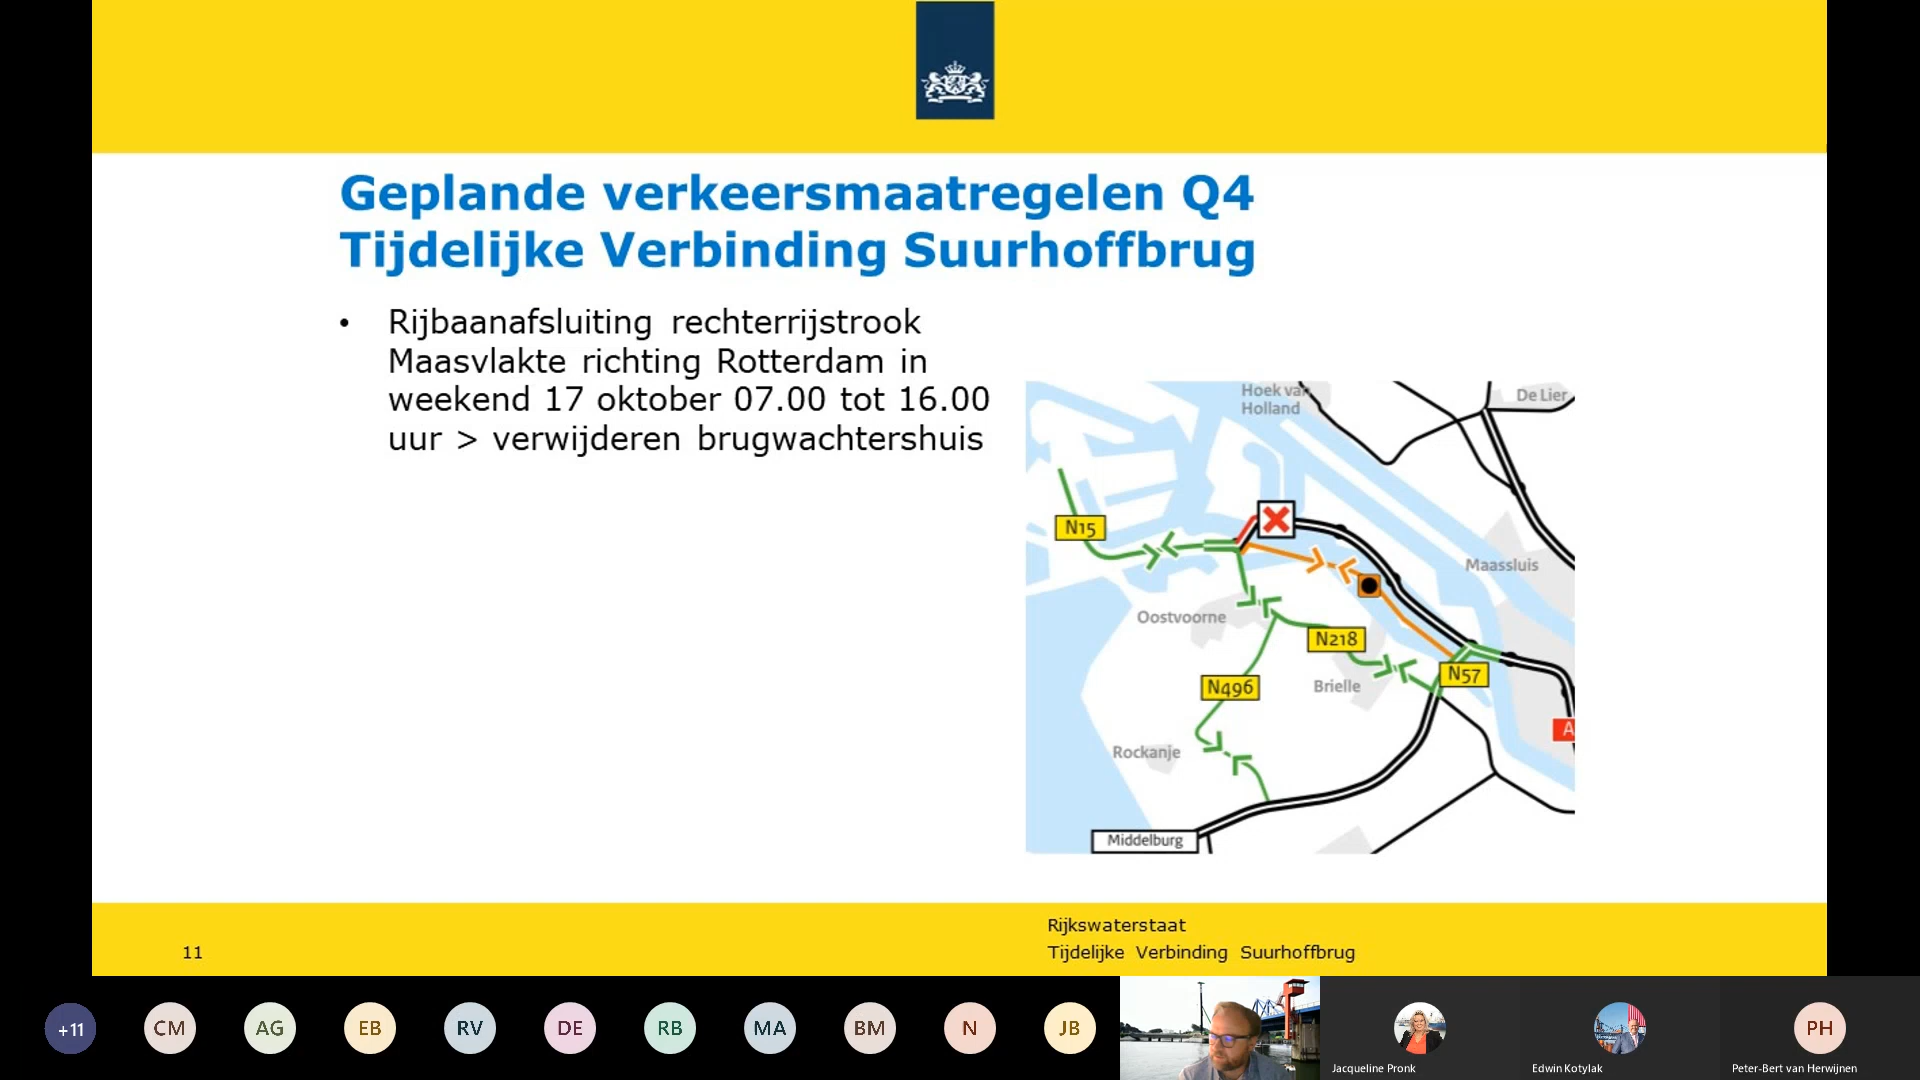 Geplande verkeersmaatregelen Q4
Tijdelijke Verbinding Suurhoffbrug
• Rijbaanafsluiting rechterrijstrook
Maasvlakte richting Rotterdam in
weekend 17 oktober 07.00 tot 16.00
uur > verwijderen brugwachtershuis
Hoek van
Holland
De Lier
N15
Maassluis
Oostvoorne
N218
N57
N496
Brielle
A
Rockanje
Middelburg
Rijkswaterstaat
11
Tijdelijke Verbinding Suurhoffbrug
+11
CM
AG
EB
RV
DE
RB
MA
BM
N
JB
PH
Jacqueline Pronk
Edwin Kotylak
Peter-Bert van Herwijnen